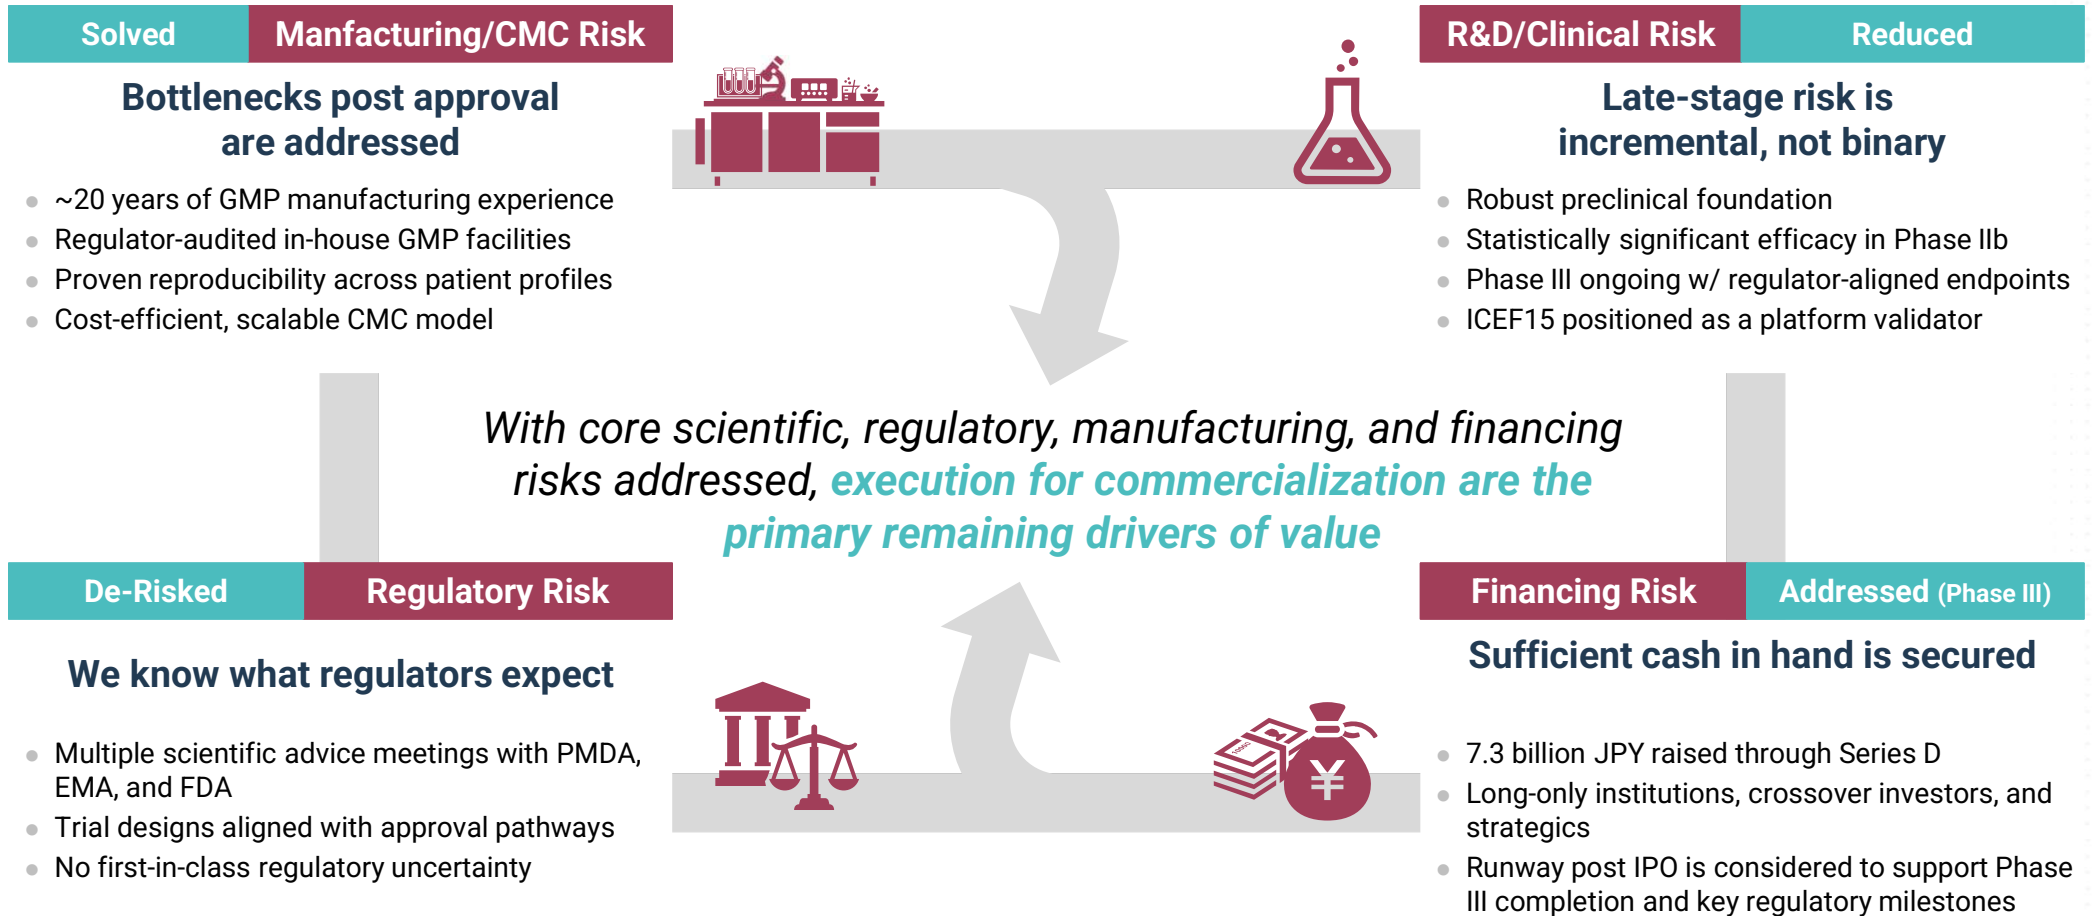 Solved
Manfacturing/CMC Risk
Bottlenecks post approval
are addressed
~20 years of GMP manufacturing experience
Regulator-audited in-house GMP facilities
Proven reproducibility across patient profiles
Cost-efficient, scalable CMC model
R&D/Clinical Risk
Reduced
Late-stage risk is
incremental, not binary
Robust preclinical foundation
Statistically significant efficacy in Phase IIb
Phase III ongoing w/ regulator-aligned endpoints
ICEF15 positioned as a platform validator
With core scientific, regulatory, manufacturing, and financing
risks addressed, execution for commercialization are the
primary remaining drivers of value
De-Risked
Regulatory Risk
We know what regulators expect
Multiple scientific advice meetings with PMDA,
EMA, and FDA
Trial designs aligned with approval pathways
No first-in-class regulatory uncertainty
10000
¥
Financing Risk
Addressed (Phase III)
Sufficient cash in hand is secured
7.3 billion JPY raised through Series D
Long-only institutions, crossover investors, and
strategics
Runway post IPO is considered to support Phase
III completion and key regulatory milestones